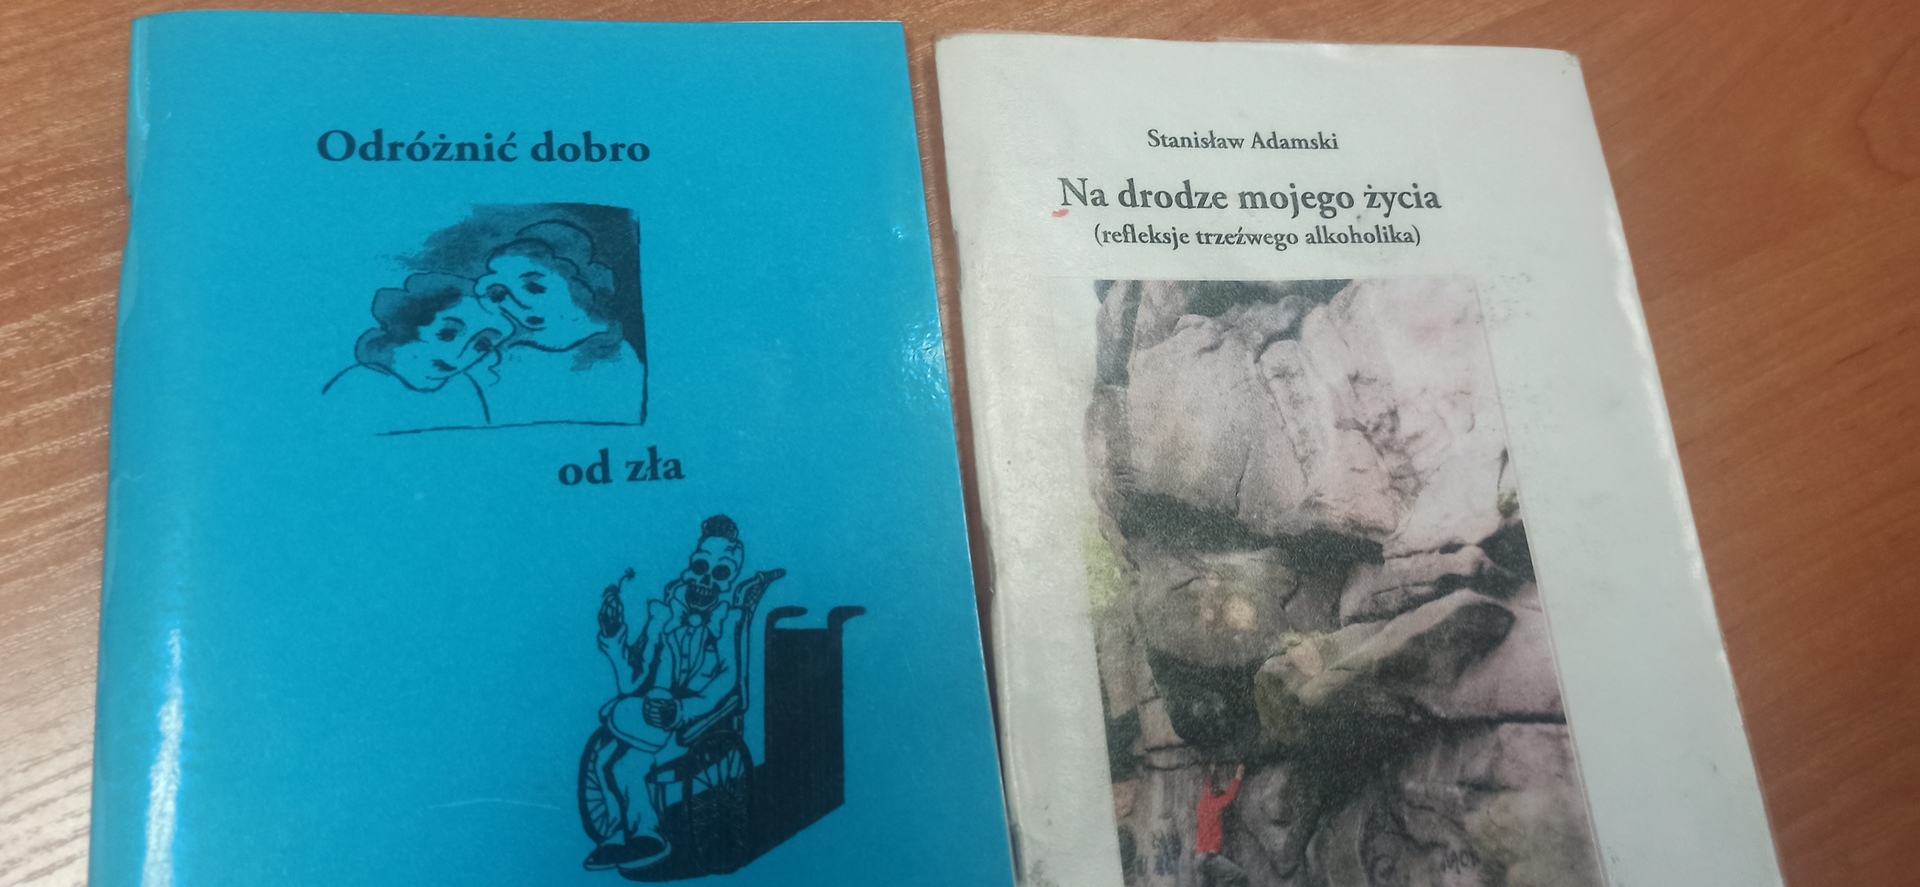 Odróżnić dobro
od zła
Stanisław Adamski
Na drodze mojego życia
(refleksje trzeźwego alkoholika)